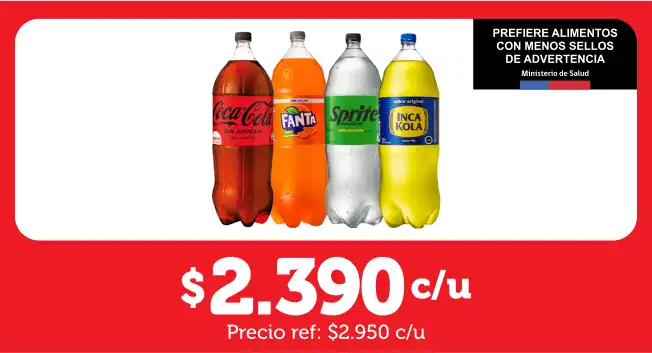 PREFIERE ALIMENTOS
CON MENOS SELLOS
DE ADVERTENCIA
Ministerio de Salud
Coca-Cola
SIN AZÚCAR
FANTA
Sprite
sabor original
INCA
KOLA
$2.390 c/u
Precio ref: $2.950 c/u